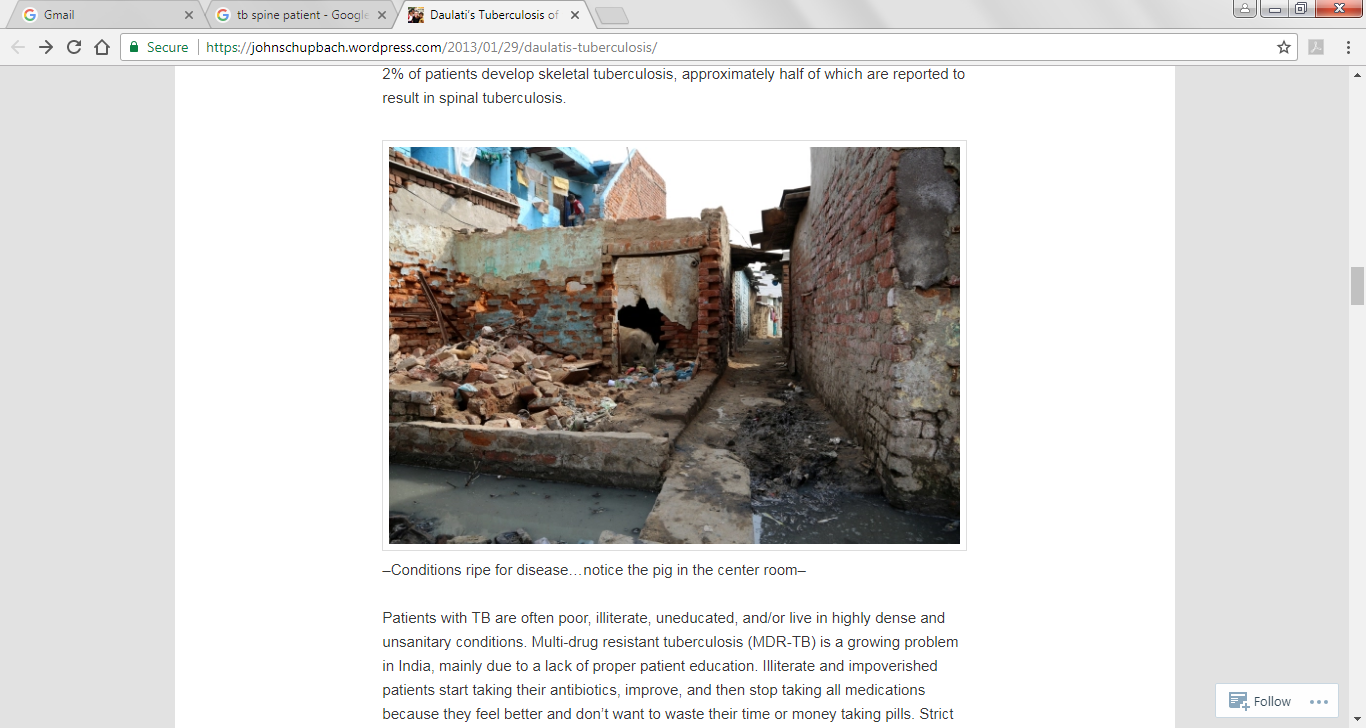 Gmail
tb spine patient - Google
Daulati's Tuberculosis of
Secure
https://johnschupbach.wordpress.com/2013/01/29/daulatis-tuberculosis/
2% of patients develop skeletal tuberculosis, approximately half of which are reported to
result in spinal tuberculosis.
–Conditions ripe for disease…notice the pig in the center room–
Patients with TB are often poor, illiterate, uneducated, and/or live in highly dense and
unsanitary conditions. Multi-drug resistant tuberculosis (MDR-TB) is a growing problem
in India, mainly due to a lack of proper patient education. Illiterate and impoverished
patients start taking their antibiotics, improve, and then stop taking all medications
because they feel better and don't want to waste their time or money taking pills. Strict
Follow